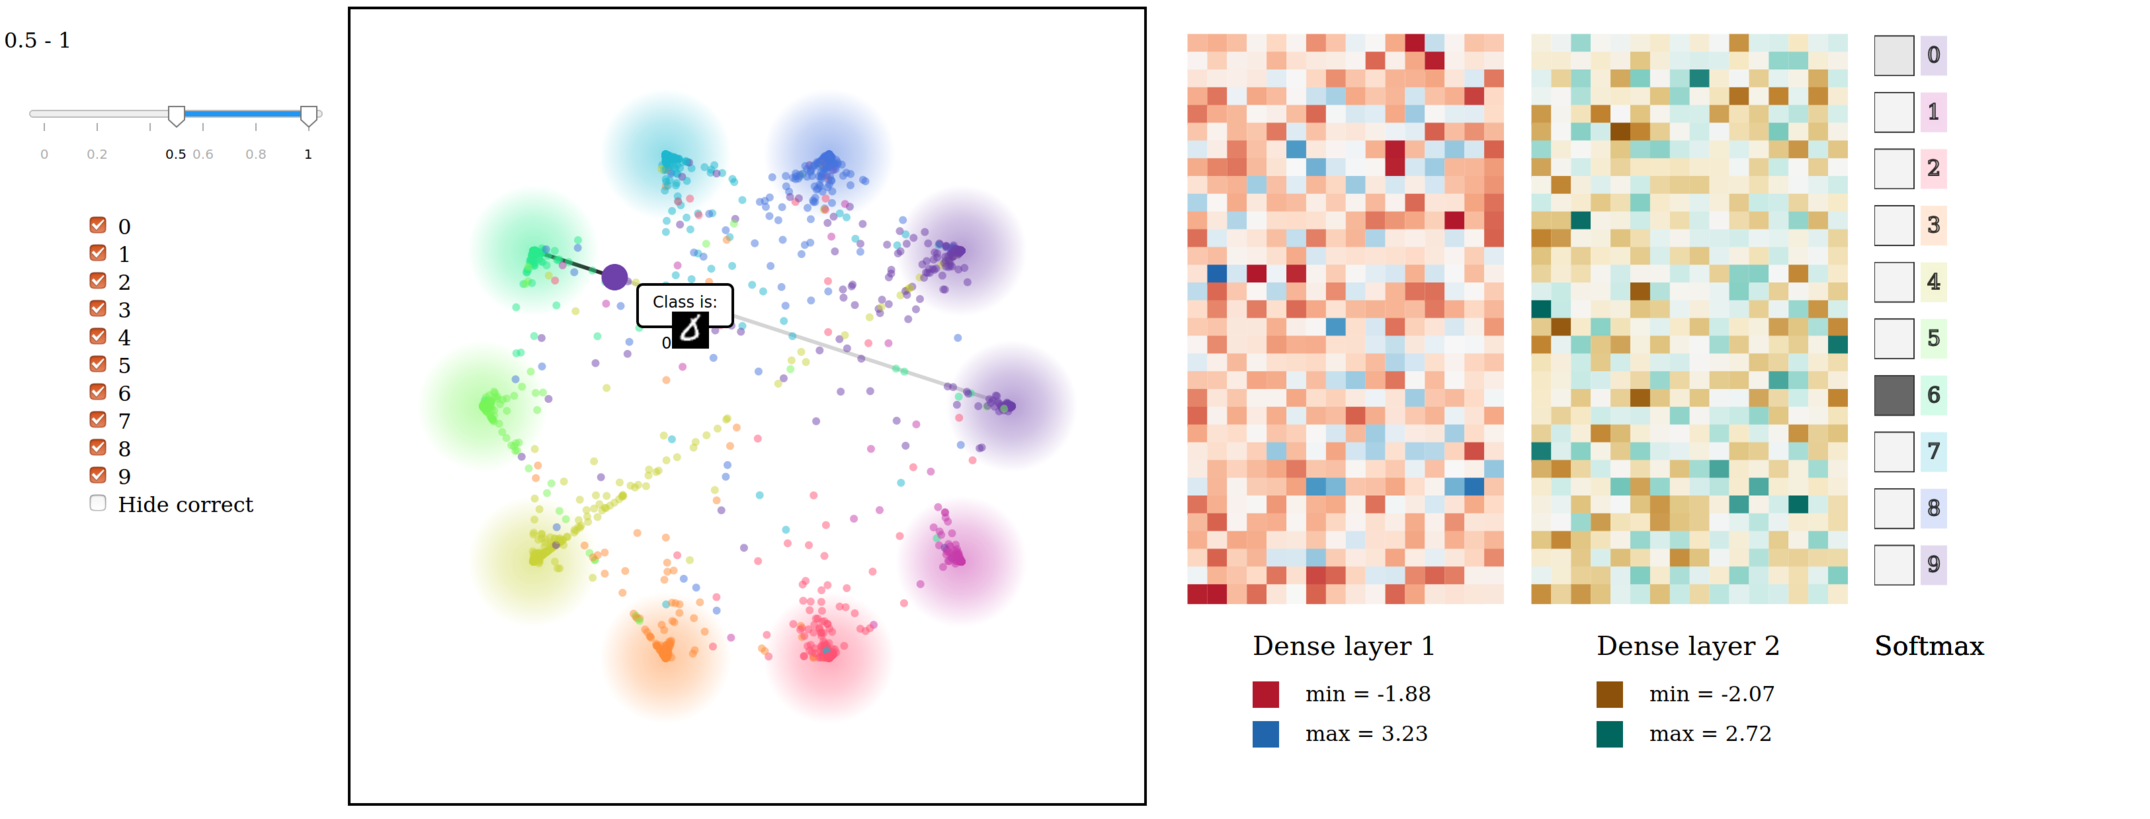 0.5 - 1
0 0.2 0.5 0.6 0.8 1
0
1
2
3
4
5
6
7
8
9
Hide correct
Class is:
0
0
1
2
3
4
5
6
7
8
9
Dense layer 1
min = -1.88
max = 3.23
Dense layer 2
min = -2.07
max = 2.72
Softmax